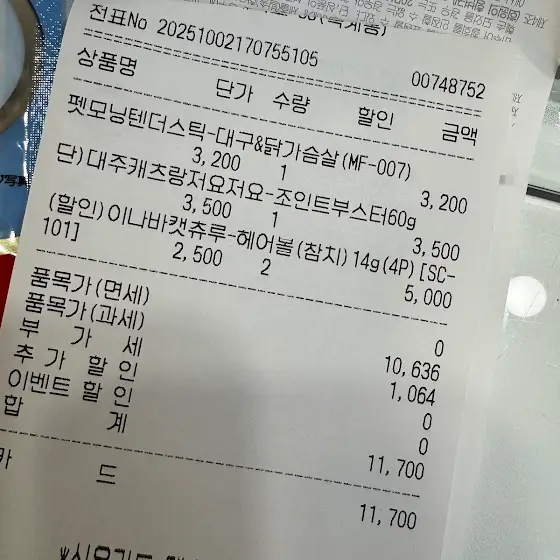 전표No 20251002170755105 00748752
상품명 단가 수량 할인 금액
펫모닝텐더스틱-대구&닭가슴살(MF-007)
3,200 1 3,200
단)대주캐츠랑저요저요-조인트부스터60g
3,500 1 3,500
(할인)이나바캣츄루-헤어볼(참치)14g(4P)[SC-
101] 2,500 2 5,000
품목가(면세) 0
품목가(과세) 10,636
부 가 세 1,064
추 가 할 인 0
이벤트 할 인 0
합 계 11,700
카 드 11,700